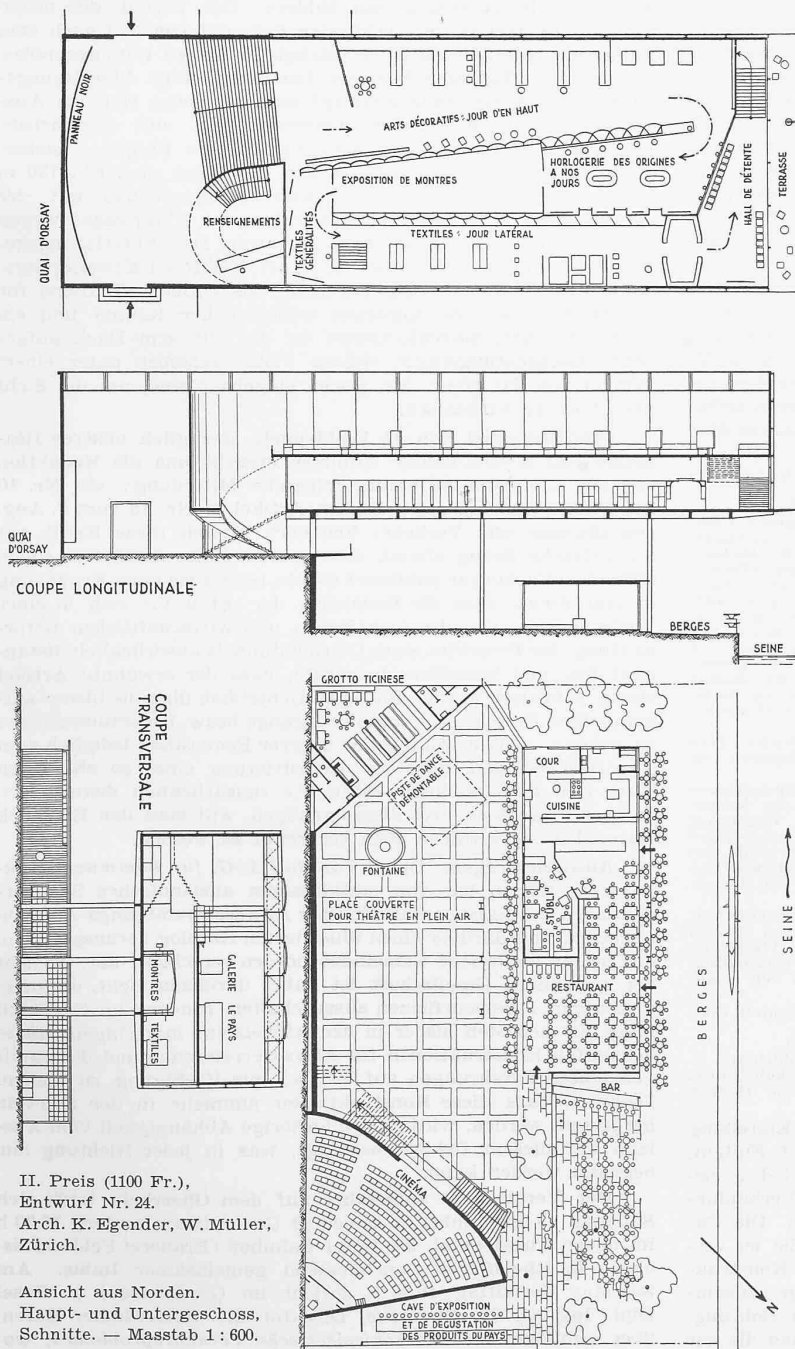 PANNEAU NOIR
QUAI D'ORSAY
RENSEIGNEMENTS
TEXTILES
GÉNÉRALITÉS
ARTS DÉCORATIFS : JOUR D'EN HAUT
EXPOSITION DE MONTRES
HORLOGERIE DES ORIGINES
A NOS
JOURS
TEXTILES : JOUR LATÉRAL
HALL DE DÉTENTE
TERRASSE
QUAI
D'ORSAY
COUPE LONGITUDINALE
BERGES
SEINE
COUPE
TRANSVERSALE
GALERIE LE PAYS
MONTRES
TEXTILES
GROTTO TICINESE
PISTE DE DANCE
DÉMONTABLE
FONTAINE
PLACE COUVERTE
POUR THÉÂTRE EN PLEIN AIR
COUR
CUISINE
"STÜBLI"
RESTAURANT
BAR
BERGES
SEINE
CINEMA
CAVE D'EXPOSITION
ET DE DEGUSTATION
DES PRODUITS DU PAYS
N
II. Preis (1100 Fr.),
Entwurf Nr. 24.
Arch. K. Egender, W. Müller,
Zürich.
Ansicht aus Norden.
Haupt- und Untergeschoss,
Schnitte. — Masstab 1 : 600.